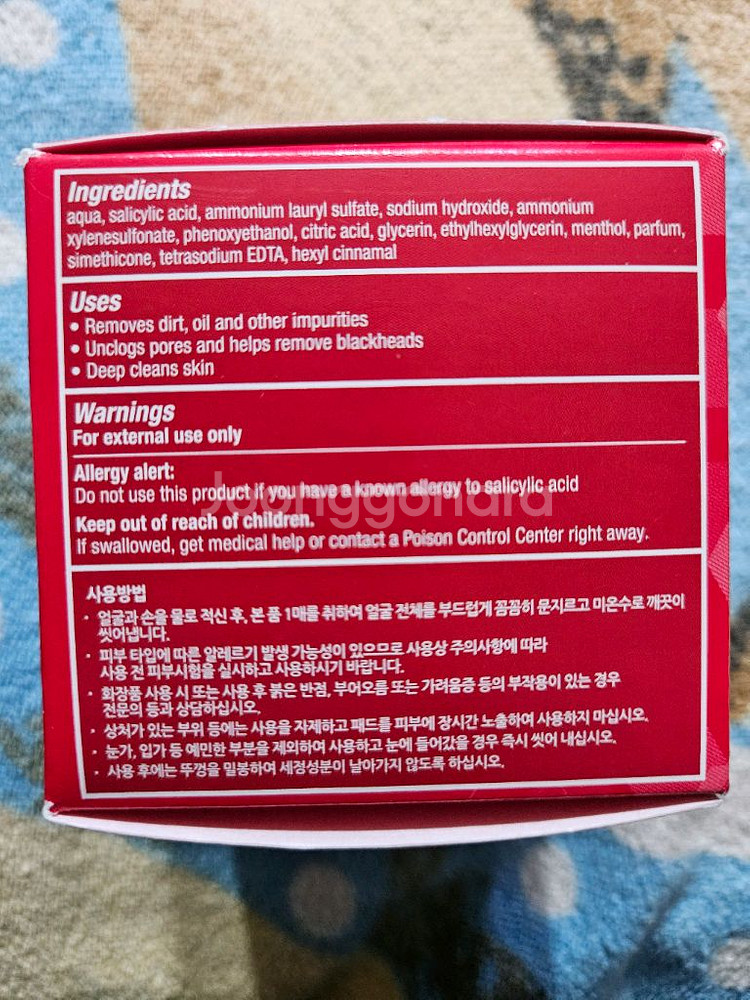 Ingredients
aqua, salicylic acid, ammonium lauryl sulfate, sodium hydroxide, ammonium
xylenesulfonate, phenoxyethanol, citric acid, glycerin, ethylhexylglycerin, menthol, parfum,
simethicone, tetrasodium EDTA, hexyl cinnamal
Uses
• Removes dirt, oil and other impurities
• Unclogs pores and helps remove blackheads
• Deep cleans skin
Warnings
For external use only
Allergy alert:
Do not use this product if you have a known allergy to salicylic acid
Joonggonara
Keep out of reach of children.
If swallowed, get medical help or contact a Poison Control Center right away.
사용방법
· 얼굴과 손을 물로 적신 후, 본 품 1매를 취하여 얼굴 전체를 부드럽게 꼼꼼히 문지르고 미온수로 깨끗이
씻어냅니다.
· 피부 타입에 따른 알레르기 발생 가능성이 있으므로 사용상 주의사항에 따라
사용 전 피부시험을 실시하고 사용하시기 바랍니다.
· 화장품 사용 시 또는 사용 후 붉은 반점, 부어오름 또는 가려움증 등의 부작용이 있는 경우
전문의 등과 상담하십시오.
· 상처가 있는 부위 등에는 사용을 자제하고 패드를 피부에 장시간 노출하여 사용하지 마십시오.
· 눈가, 입가 등 예민한 부분을 제외하여 사용하고 눈에 들어갔을 경우 즉시 씻어 내십시오.
· 사용 후에는 뚜껑을 밀봉하여 세정성분이 날아가지 않도록 하십시오.